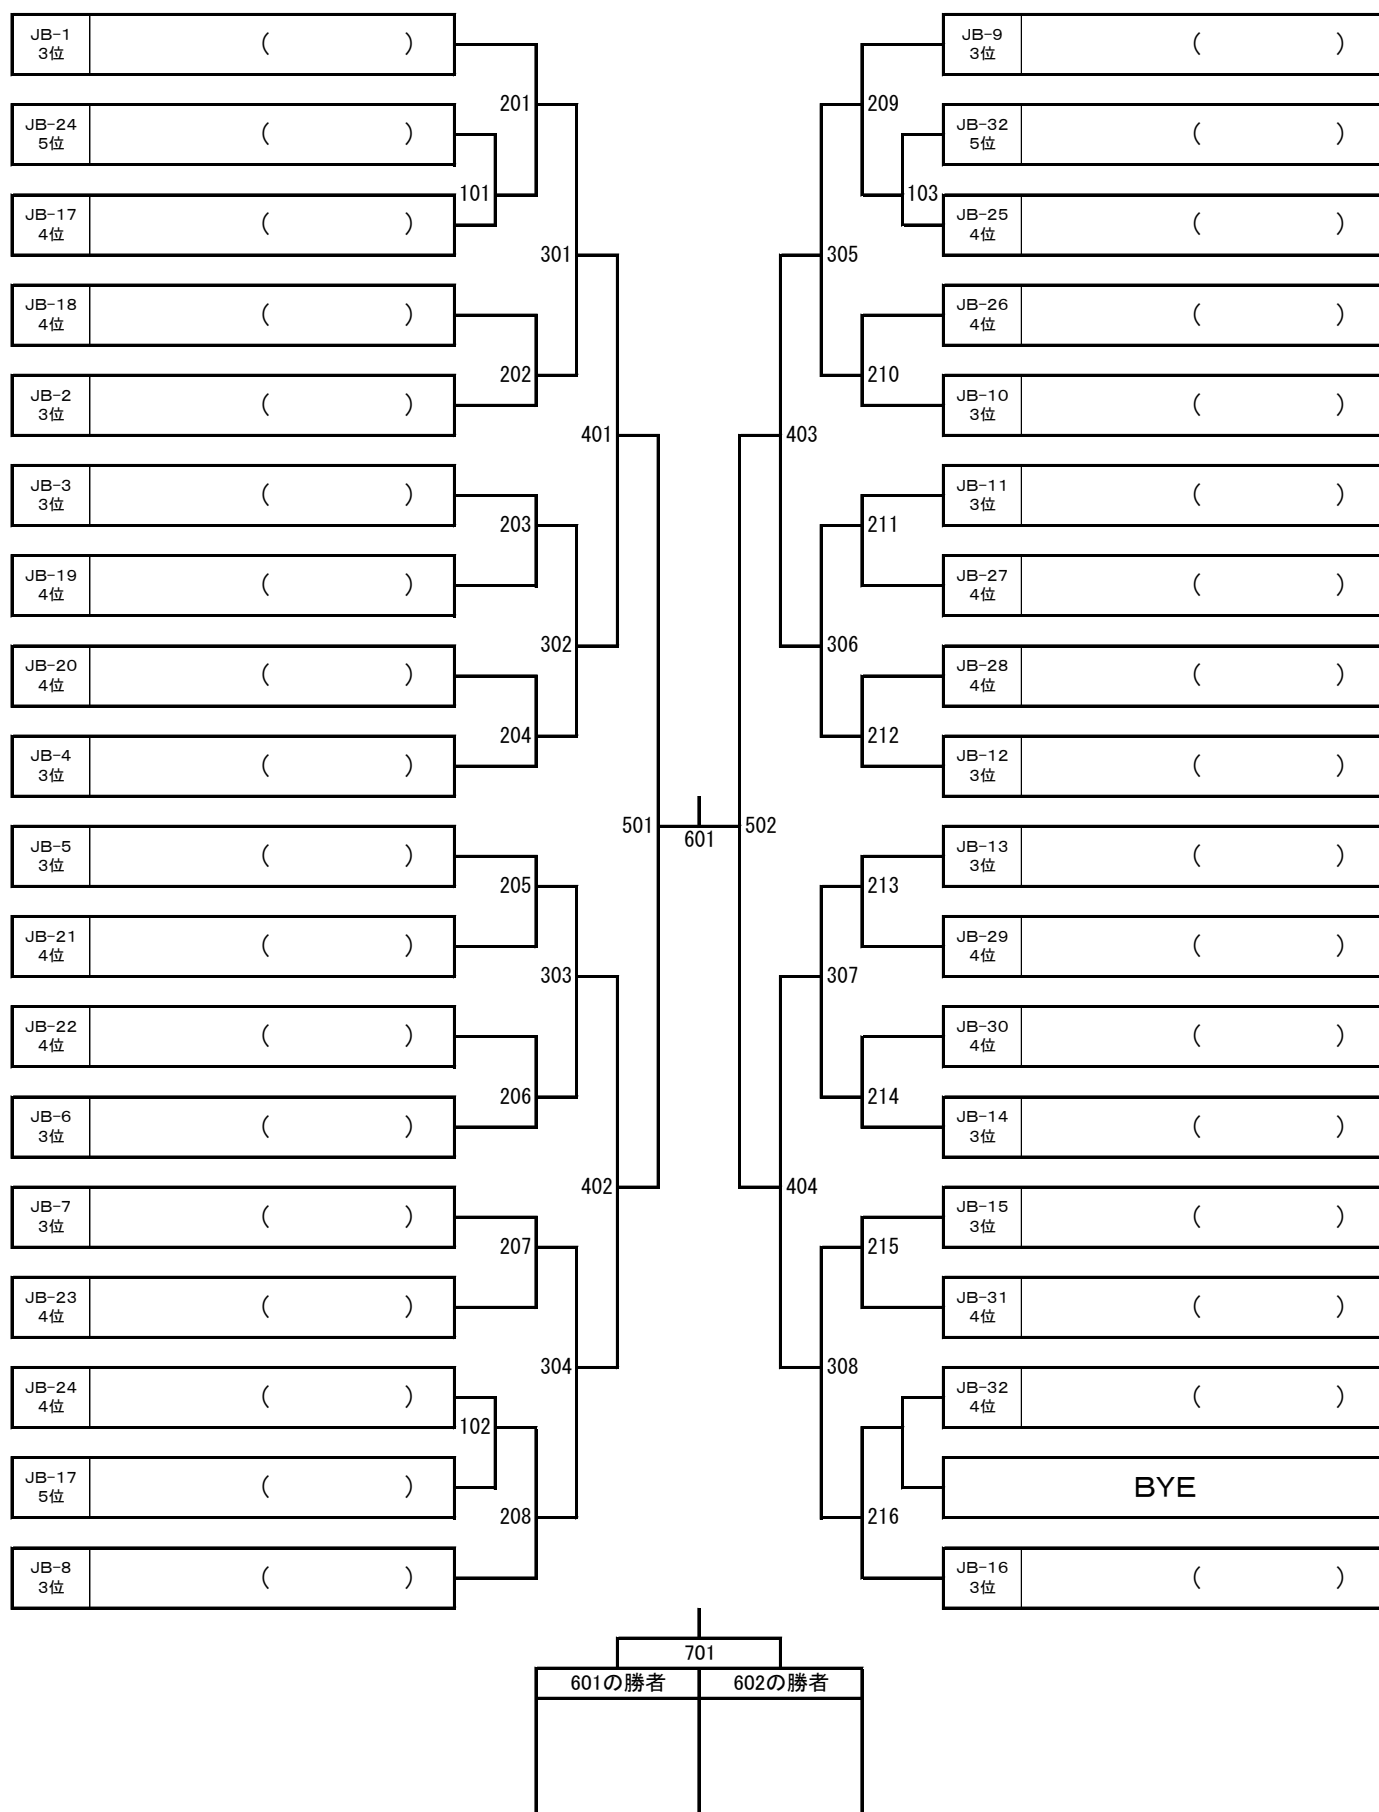 JB-1
3位
( )
201
JB-24
5位
( )
101
JB-17
4位
( )
301
JB-18
4位
( )
202
JB-2
3位
( )
401
JB-3
3位
( )
203
JB-19
4位
( )
302
JB-20
4位
( )
204
JB-4
3位
( )
501
601
JB-5
3位
( )
205
JB-21
4位
( )
303
JB-22
4位
( )
206
JB-6
3位
( )
402
JB-7
3位
( )
207
JB-23
4位
( )
304
JB-24
4位
( )
102
JB-17
5位
( )
208
JB-8
3位
( )
JB-9
3位
( )
209
JB-32
5位
( )
103
JB-25
4位
( )
305
JB-26
4位
( )
210
JB-10
3位
( )
403
JB-11
3位
( )
211
JB-27
4位
( )
306
JB-28
4位
( )
212
JB-12
3位
( )
502
JB-13
3位
( )
213
JB-29
4位
( )
307
JB-30
4位
( )
214
JB-14
3位
( )
404
JB-15
3位
( )
215
JB-31
4位
( )
308
JB-32
4位
( )
BYE
216
JB-16
3位
( )
701
601の勝者
602の勝者